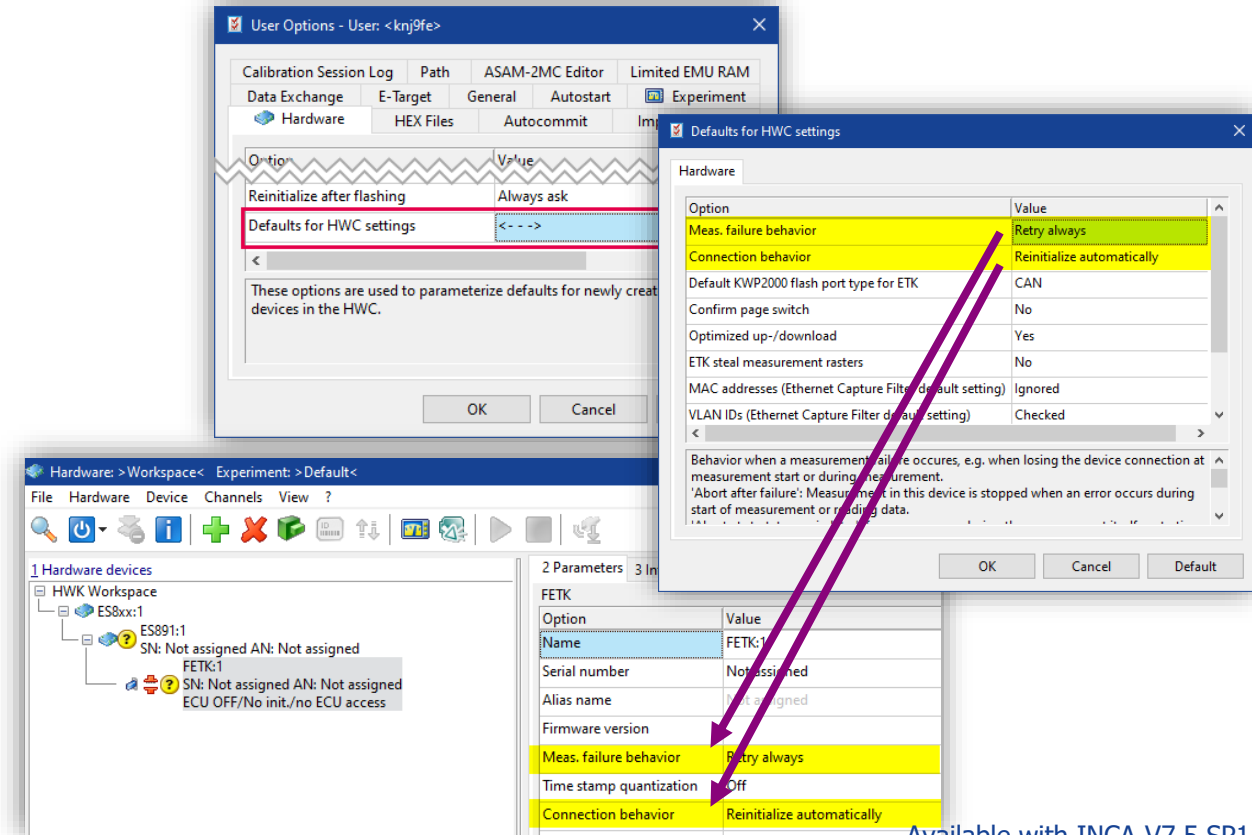 User Options - User: <knj9fe>
Calibration Session Log Path ASAM-2MC Editor Limited EMU RAM
Data Exchange E-Target General Autostart Experiment
Hardware HEX Files Autocommit
Option Value
Reinitialize after flashing Always ask
Defaults for HWC settings <- - ->
These options are used to parameterize defaults for newly
devices in the HWC.
OK Cancel
Defaults for HWC settings
Hardware
Option Value
Meas. failure behavior Retry always
Connection behavior Reinitialize automatically
Default KWP2000 flash port type for ETK CAN
Confirm page switch No
Optimized up-/download Yes
ETK steal measurement rasters No
MAC addresses (Ethernet Capture Filter default setting) Ignored
VLAN IDs (Ethernet Capture Filter default setting) Checked
Behavior when a measurement failure occures, e.g. when losing the device connection at
measurement start or during measurement.
'Abort after failure': Measurement in this device is stopped when an error occurs during
start of measurement or reading data.
OK Cancel Default
Hardware: >Workspace< Experiment: >Default<
File Hardware Device Channels View ?
1 Hardware devices
HWK Workspace
ES8xx:1
ES891:1
SN: Not assigned AN: Not assigned
FETK:1
SN: Not assigned AN: Not assigned
ECU OFF/No init./no ECU access
2 Parameters 3
FETK
Option Value
Name FETK:1
Serial number Not assigned
Alias name Not assigned
Firmware version
Meas. failure behavior Retry always
Time stamp quantization Off
Connection behavior Reinitialize automatically
Available with INCA V7.5 SP1